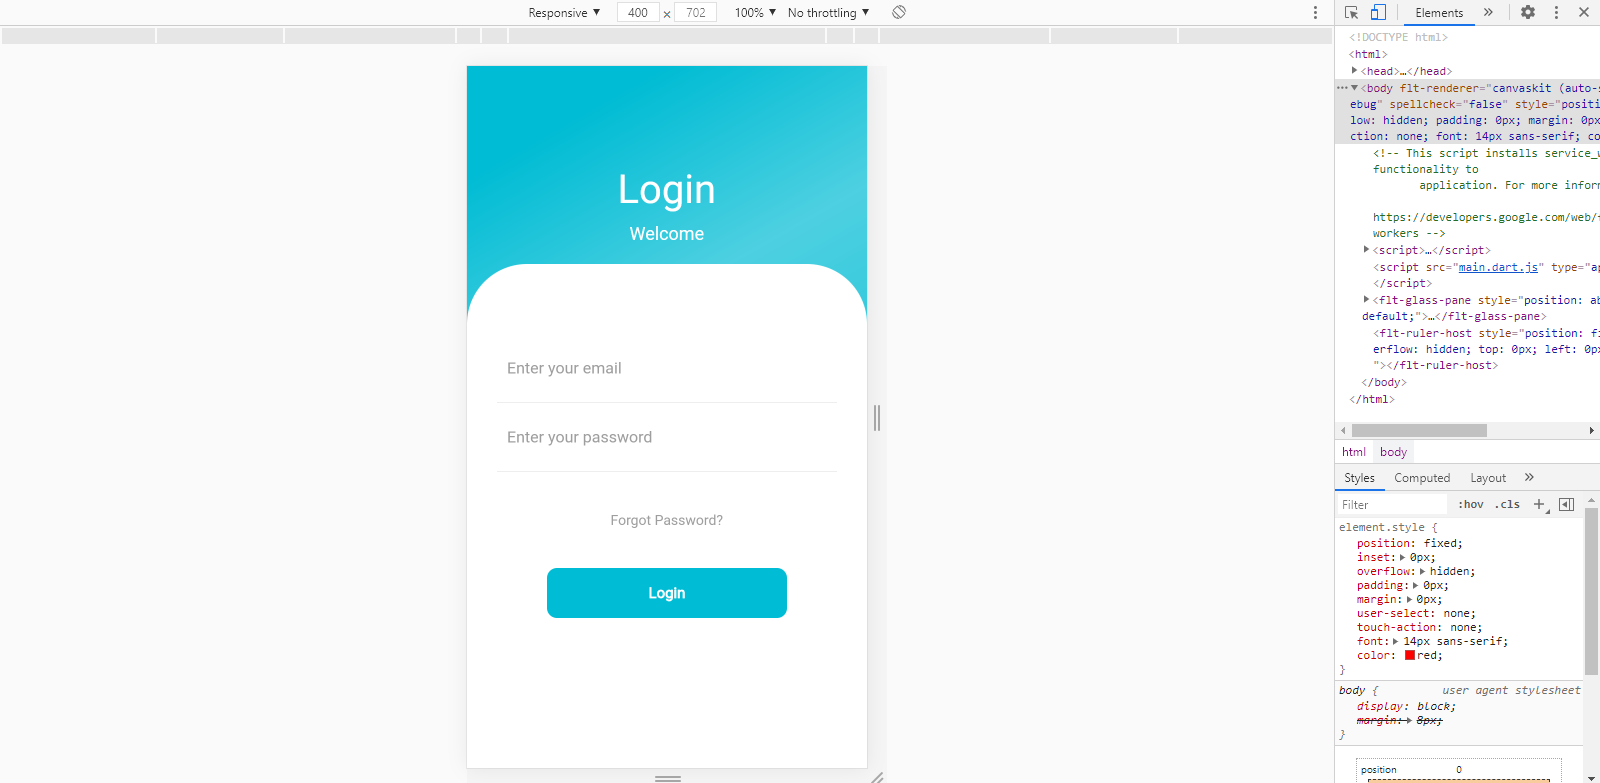 Responsive ▼ 400 × 702 100% ▼ No throttling ▼
Login
Welcome
Enter your email
Enter your password
Forgot Password?
Login
Elements »
<!DOCTYPE html>
<html>
<head>…</head>
<body flt-renderer="canvaskit (auto-s
ebug" spellcheck="false" style="positi
low: hidden; padding: 0px; margin: 0px
ction: none; font: 14px sans-serif; co
<!-- This script installs service_w
functionality to
application. For more inform
https://developers.google.com/web/f
workers -->
<script>…</script>
<script src="main.dart.js" type="ap
</script>
<flt-glass-pane style="position: ab
default;">…</flt-glass-pane>
<flt-ruler-host style="position: fi
erflow: hidden; top: 0px; left: 0px
"></flt-ruler-host>
</body>
</html>
html body
Styles Computed Layout »
Filter :hov .cls +
element.style {
position: fixed;
inset: 0px;
overflow: hidden;
padding: 0px;
margin: 0px;
user-select: none;
touch-action: none;
font: 14px sans-serif;
color: red;
}
body { user agent stylesheet
display: block;
margin: 8px;
}
position 0